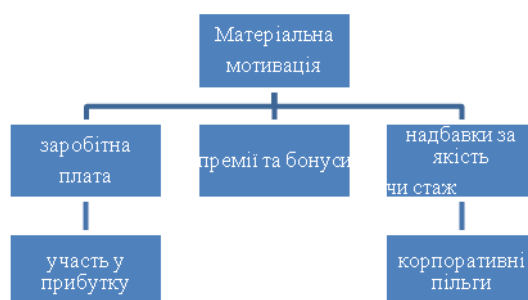 Матеріальна
мотивація
заробітна
плата
премії та бонуси
надбавки за
якість
чи стаж
участь у
прибутку
корпоративні
пільги